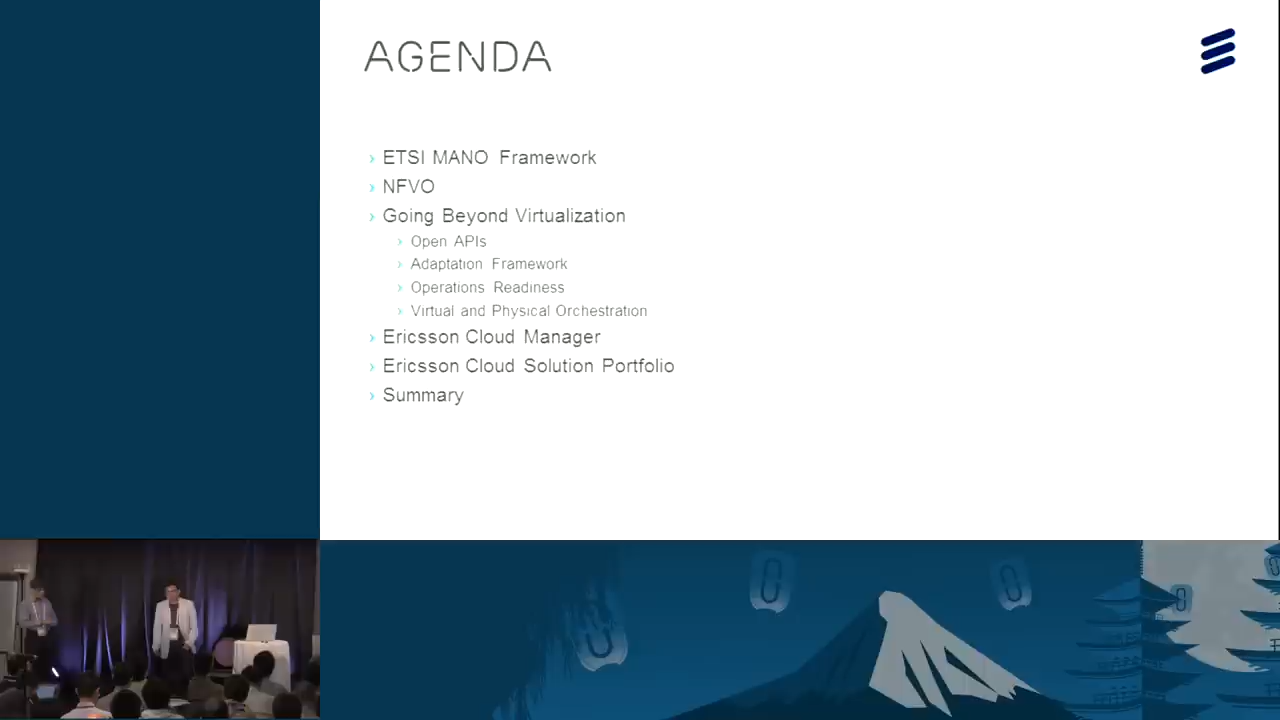 AGENDA
› ETSI MANO Framework
› NFVO
› Going Beyond Virtualization
› Open APIs
› Adaptation Framework
› Operations Readiness
› Virtual and Physical Orchestration
› Ericsson Cloud Manager
› Ericsson Cloud Solution Portfolio
› Summary